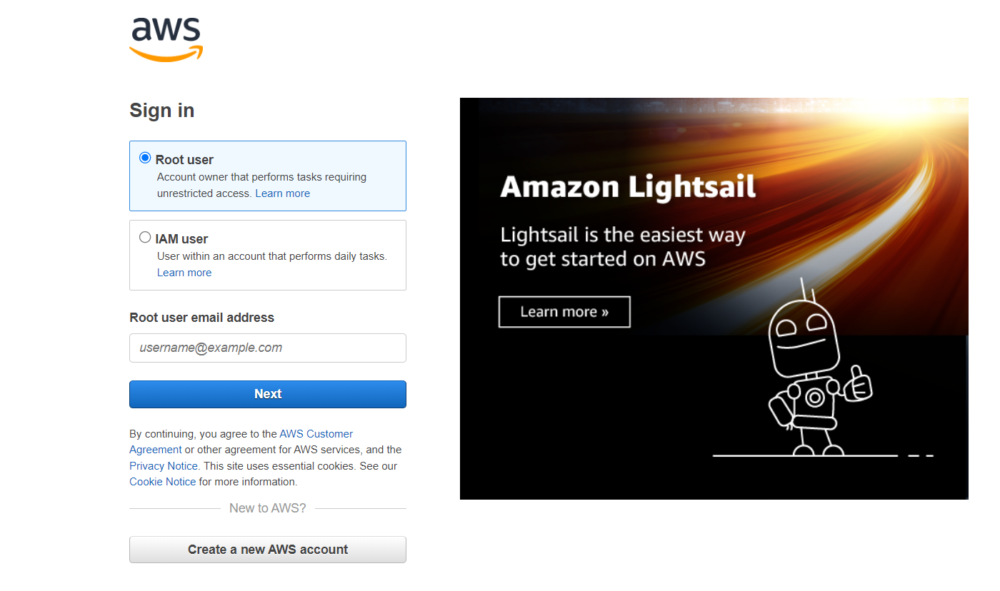 aws
Sign in
Root user
Account owner that performs tasks requiring
unrestricted access. Learn more
IAM user
User within an account that performs daily tasks.
Learn more
Root user email address
username@example.com
Next
By continuing, you agree to the AWS Customer
Agreement or other agreement for AWS services, and the
Privacy Notice. This site uses essential cookies. See our
Cookie Notice for more information.
New to AWS?
Create a new AWS account
Amazon Lightsail
Lightsail is the easiest way
to get started on AWS
Learn more »